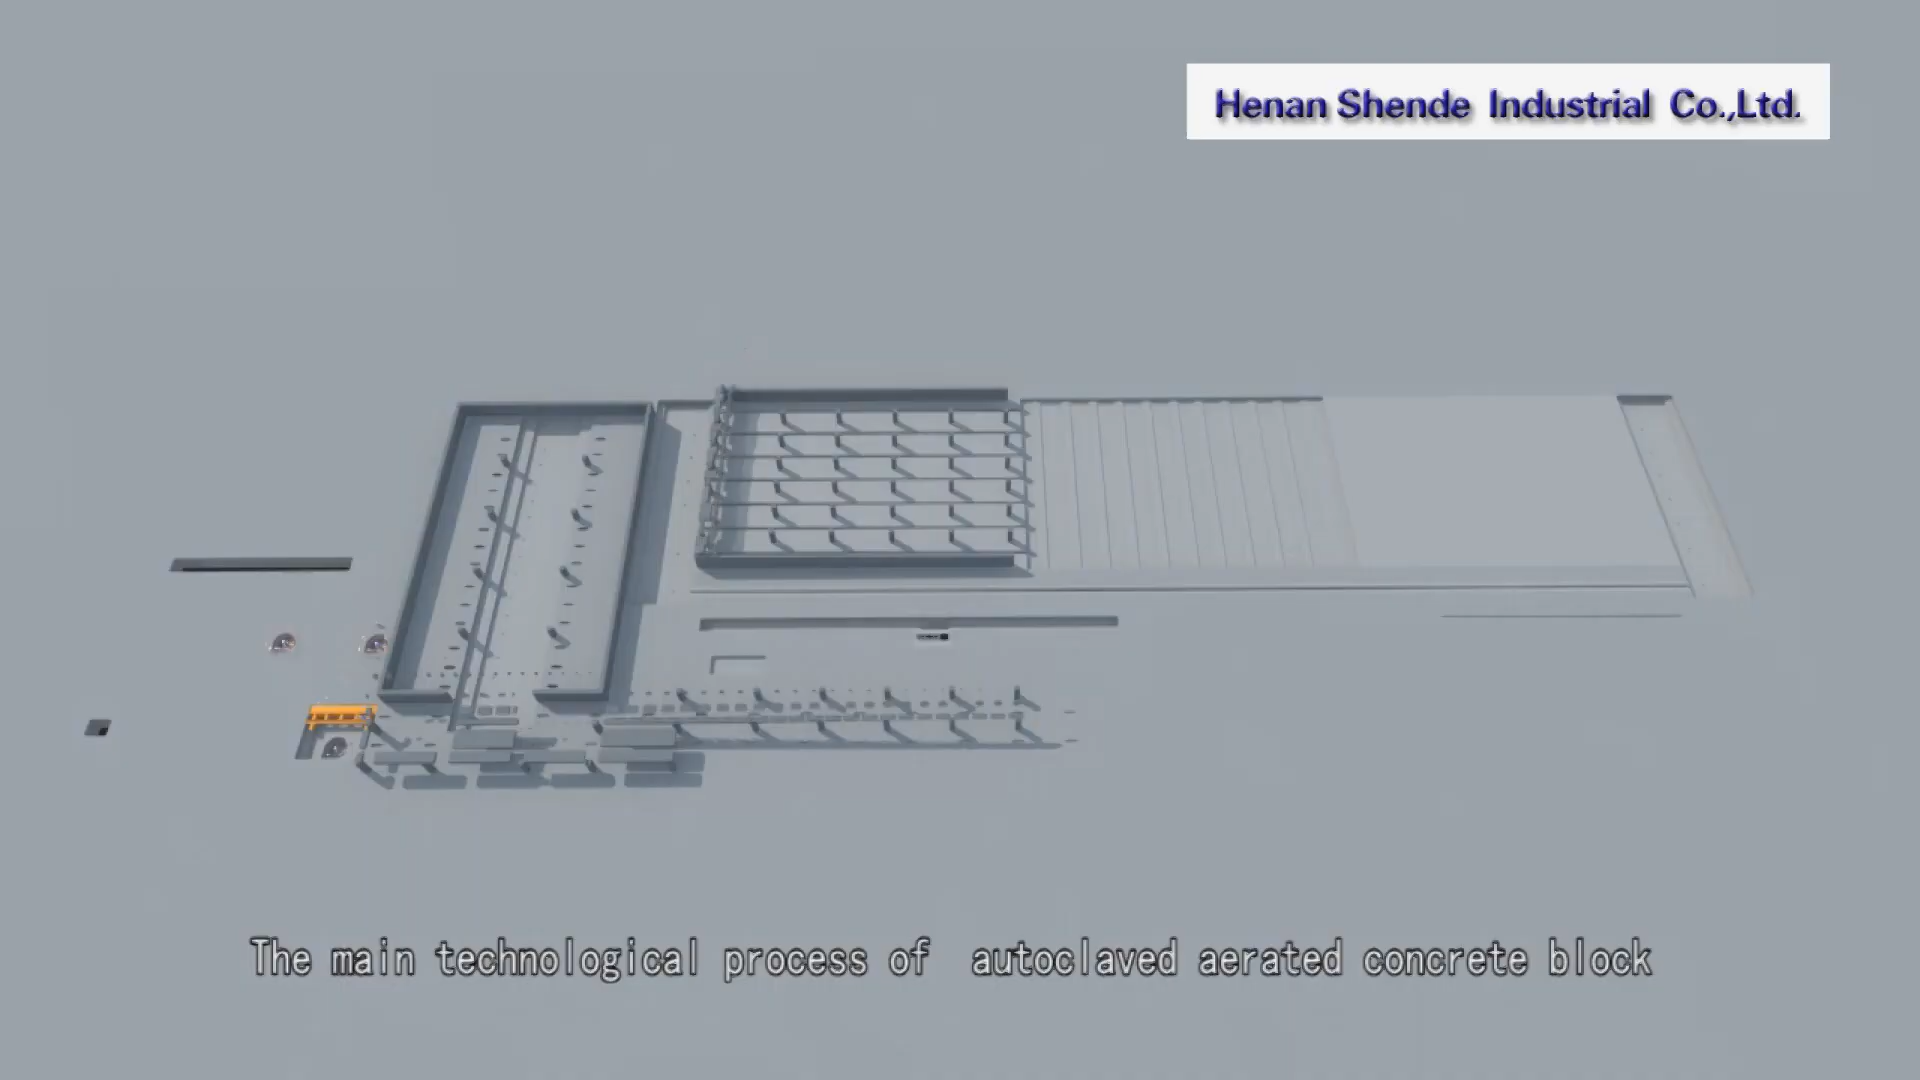 Henan Shende Industrial Co.,Ltd.
The main technological process of autoclaved aerated concrete block